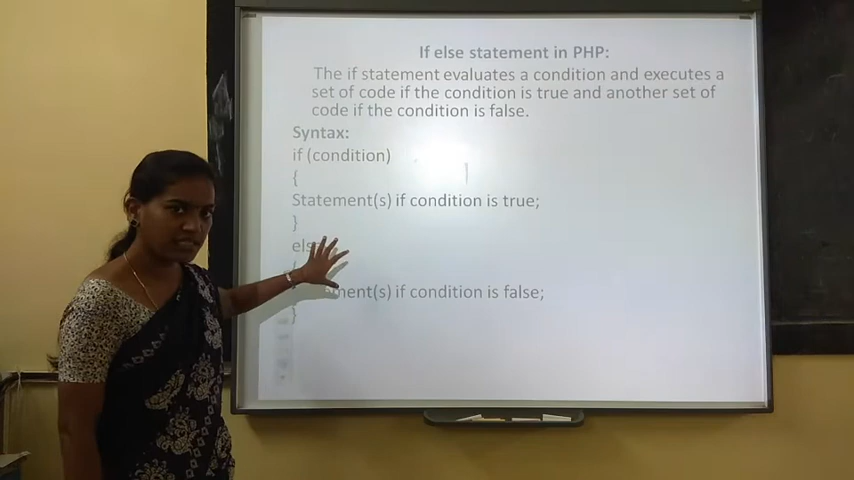 If else statement in PHP:
The if statement evaluates a condition and executes a
set of code if the condition is true and another set of
code if the condition is false.
Syntax:
if (condition)
{
Statement(s) if condition is true;
}
(s) if condition is false;
}